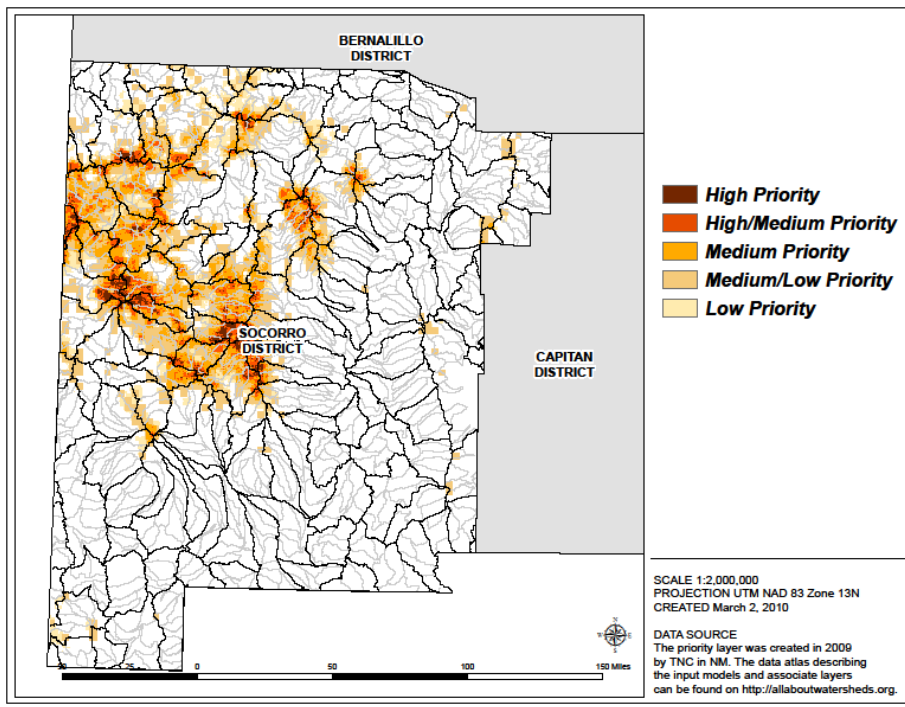 BERNALILLO
DISTRICT
High Priority
High/Medium Priority
Medium Priority
Medium/Low Priority
Low Priority
SOCORRO
DISTRICT
CAPITAN
DISTRICT
SCALE 1:2,000,000
PROJECTION UTM NAD 83 Zone 13N
CREATED March 2, 2010
DATA SOURCE
The priority layer was created in 2009
by TNC in NM. The data atlas describing
the input models and associate layers
can be found on http://allaboutwatersheds.org.
N
W E
S
50 25 0 50 100 150 Miles